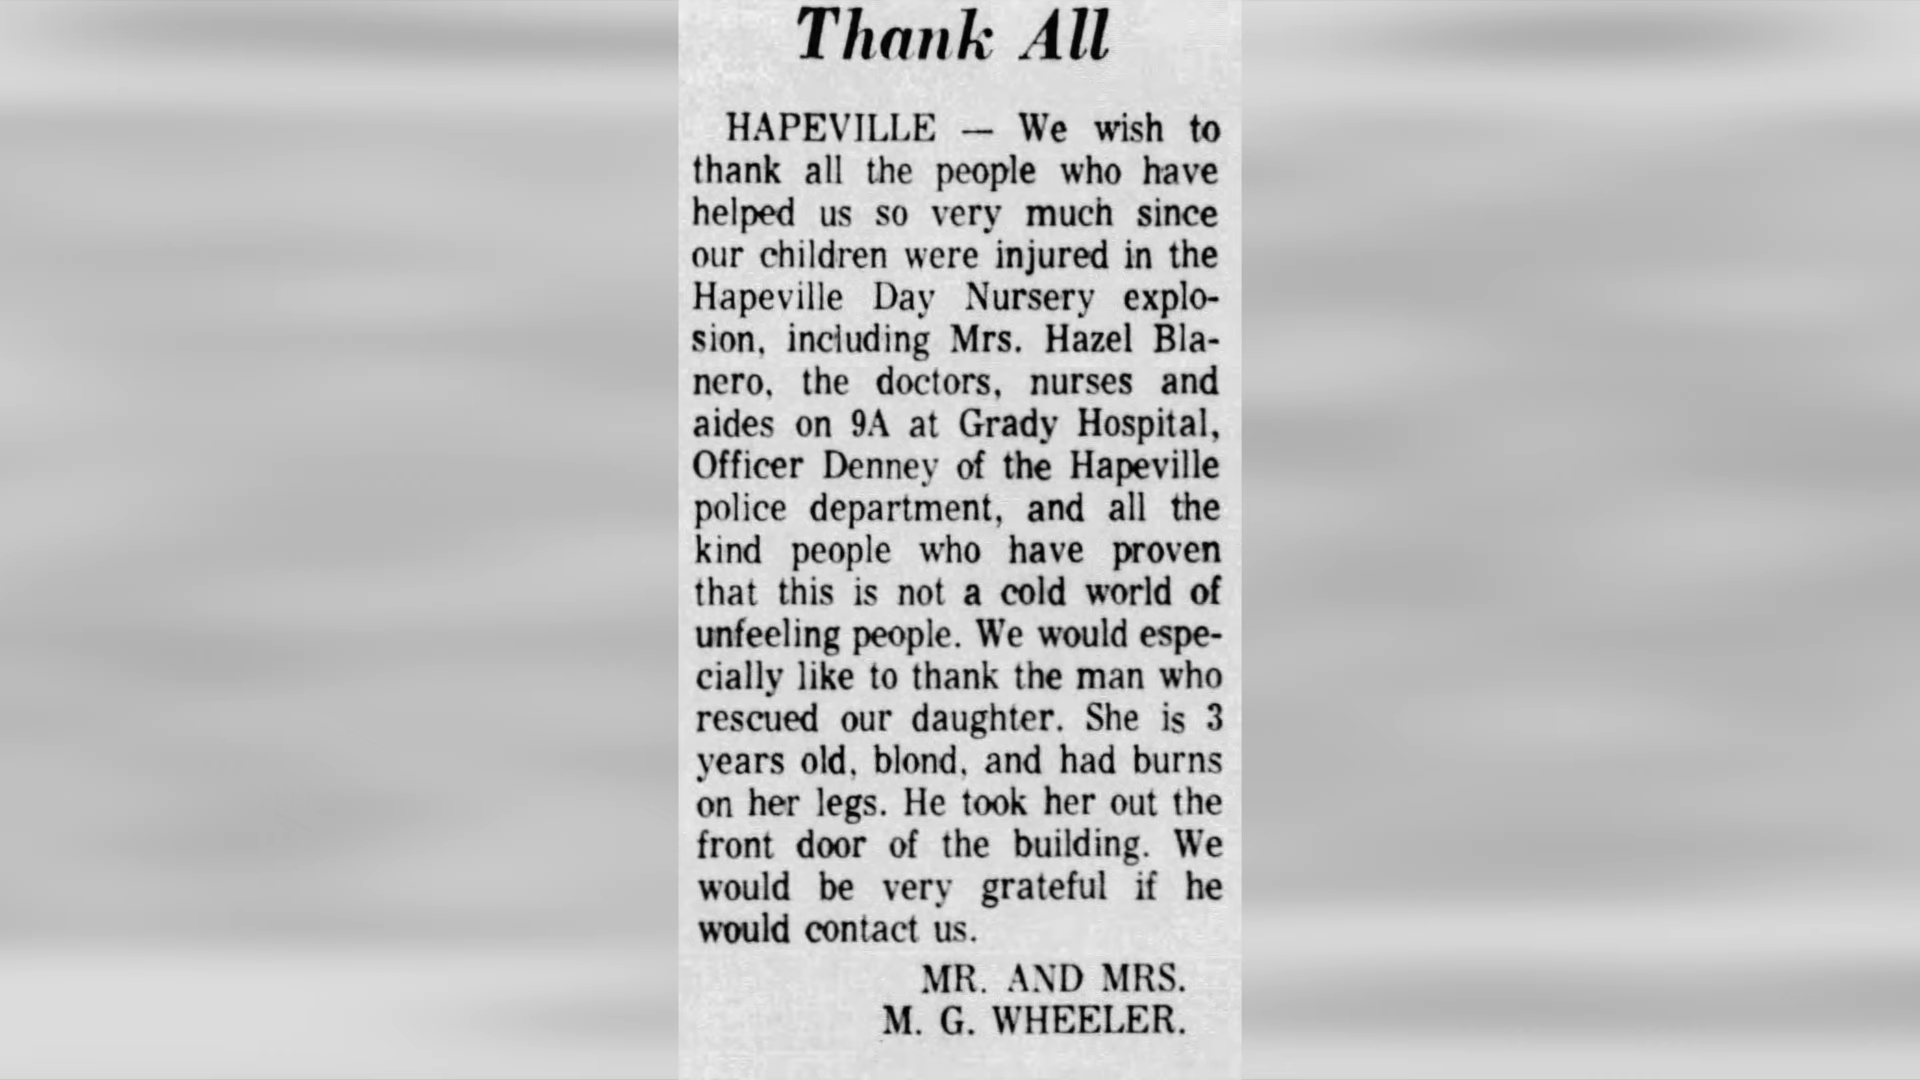 Thank All
HAPEVILLE — We wish to
thank all the people who have
helped us so very much since
our children were injured in the
Hapeville Day Nursery explo-
sion, including Mrs. Hazel Bla-
nero, the doctors, nurses and
aides on 9A at Grady Hospital,
Officer Denney of the Hapeville
police department, and all the
kind people who have proven
that this is not a cold world of
unfeeling people. We would espe-
cially like to thank the man who
rescued our daughter. She is 3
years old, blond, and had burns
on her legs. He took her out the
front door of the building. We
would be very grateful if he
would contact us.
MR. AND MRS.
M. G. WHEELER.